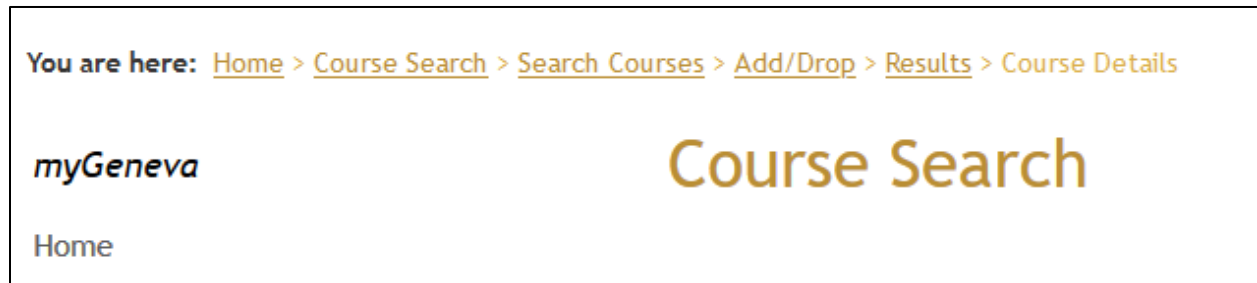 You are here: Home > Course Search > Search Courses > Add/Drop > Results > Course Details
myGeneva
Course Search
Home